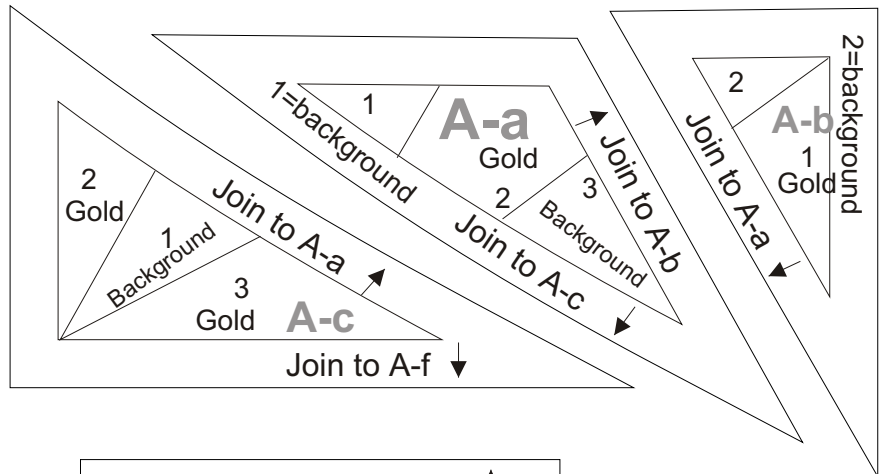 2
Gold
1
Background
3
Gold
A-c
Join to A-a
Join to A-f
1=background
1
A-a
Gold
2
3
Background
Join to A-b
Join to A-c
2
A-b
1
Gold
Join to A-a
2=background